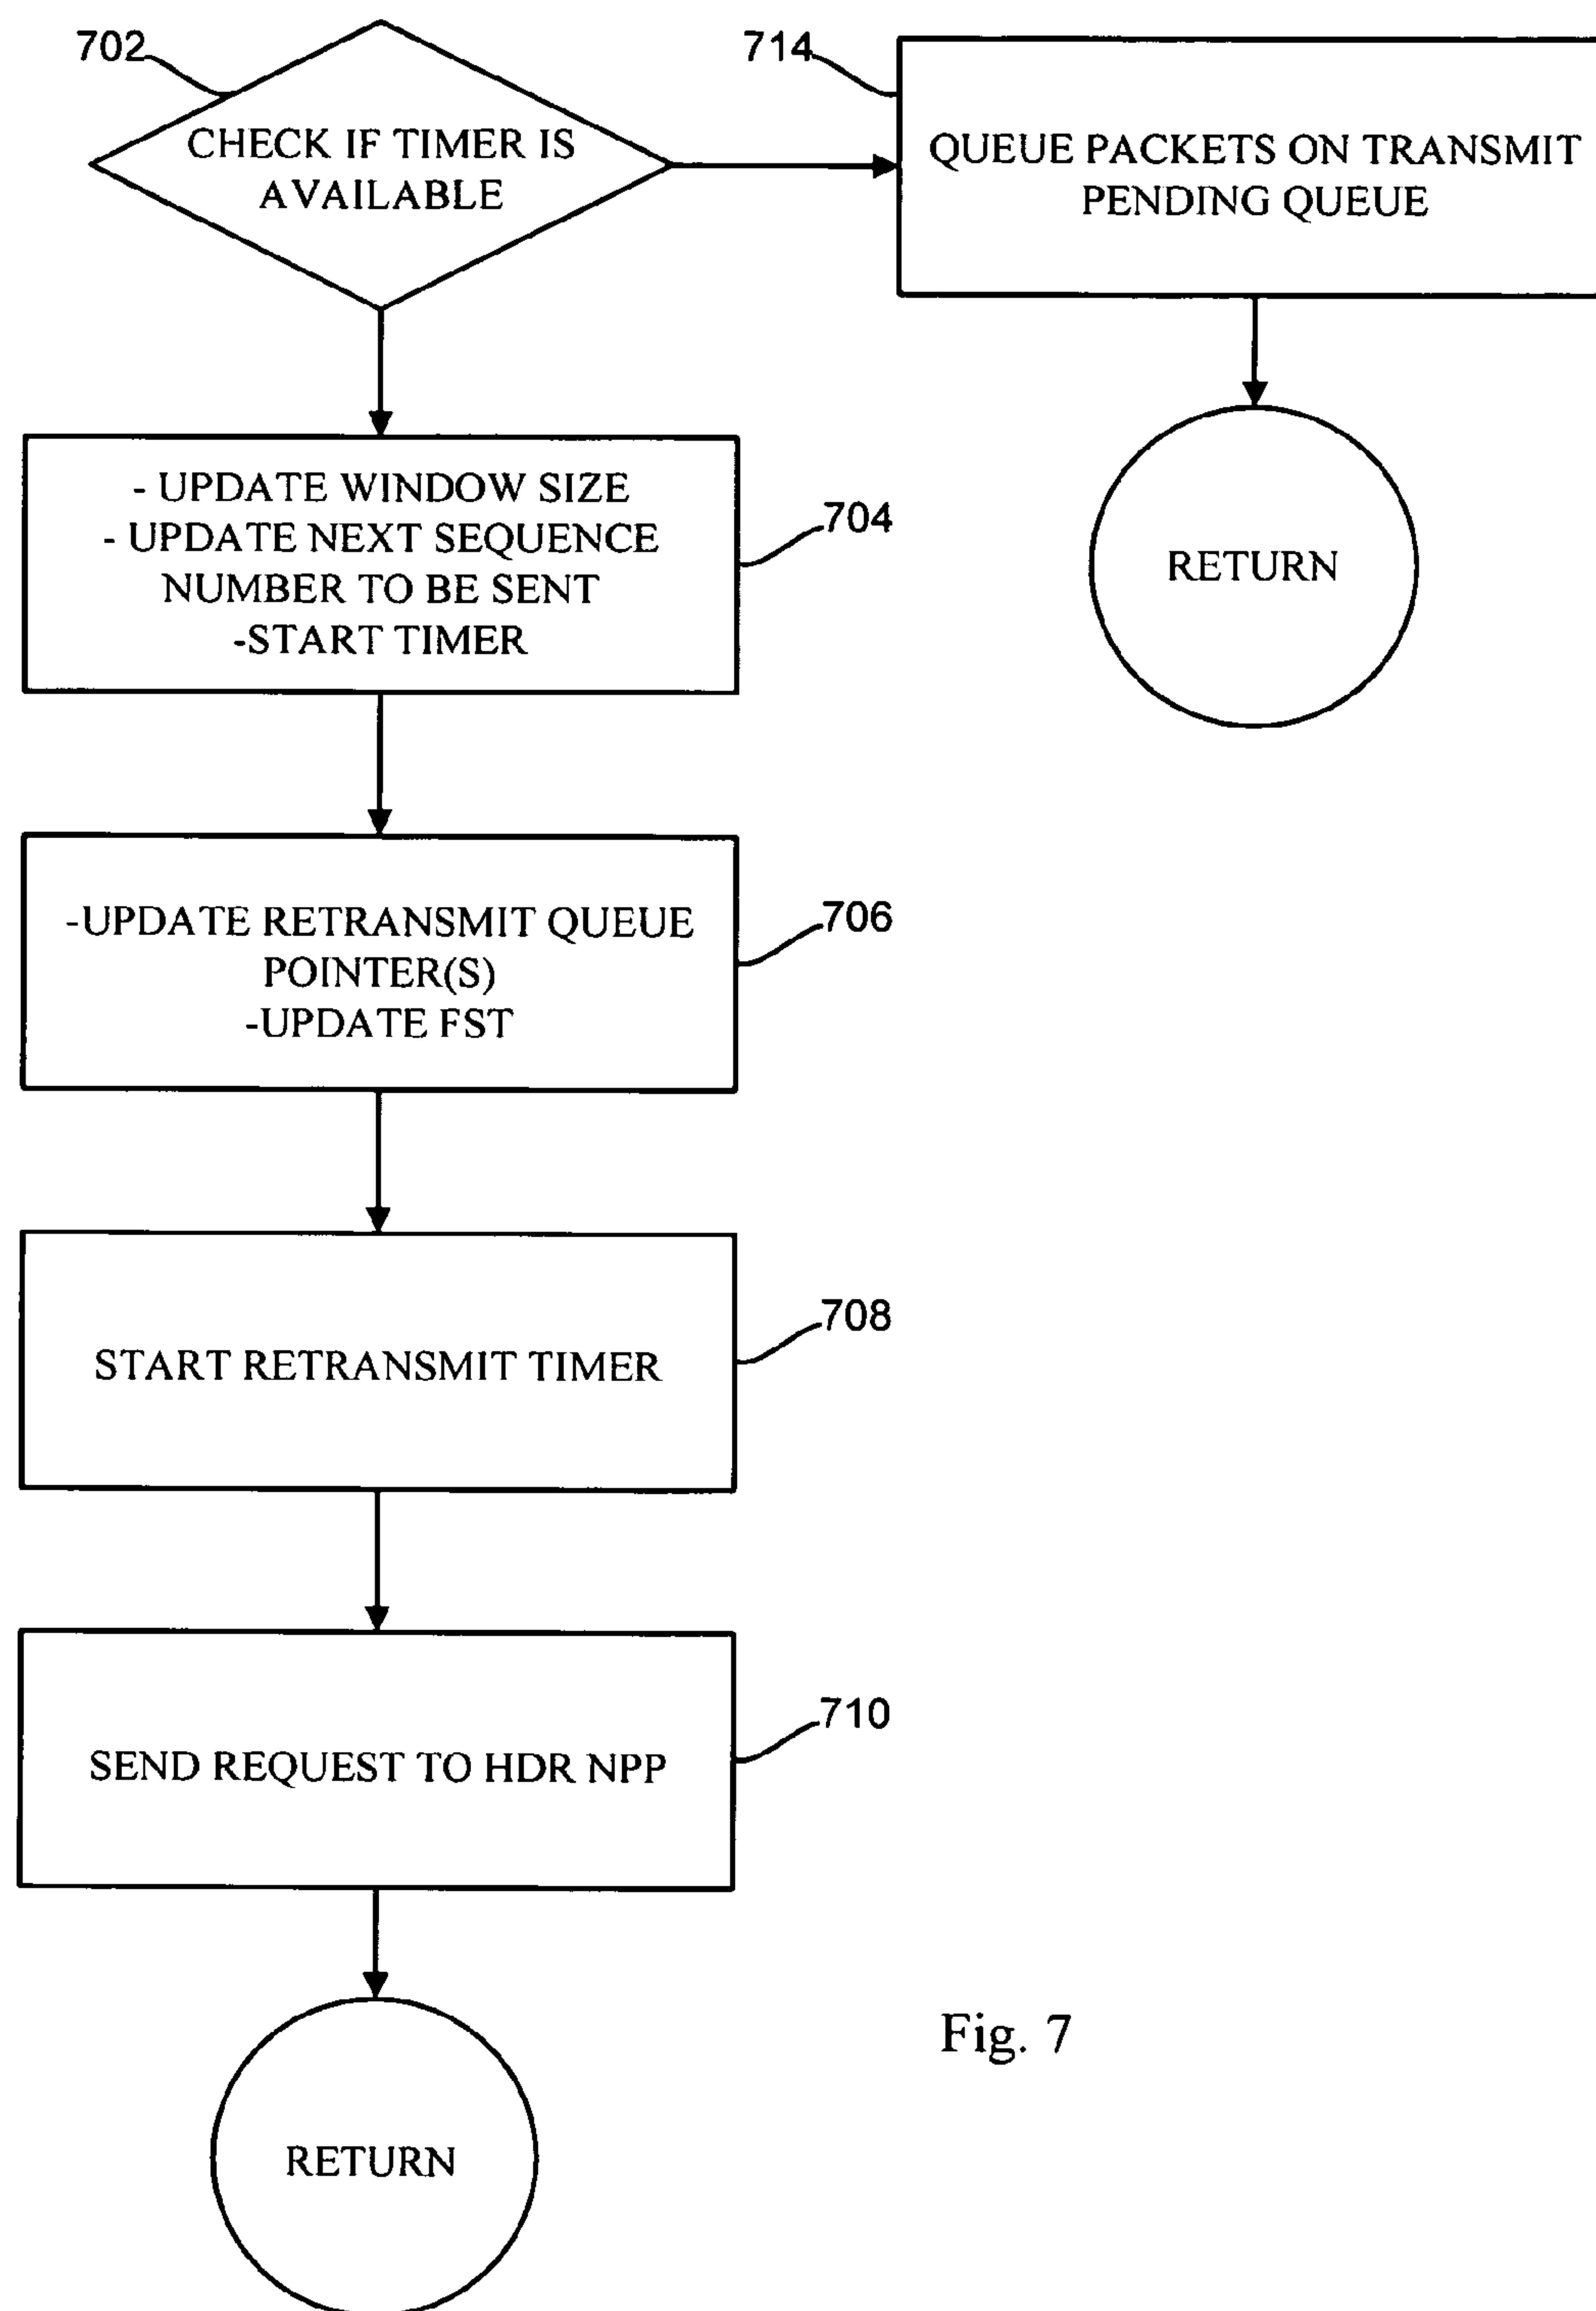 702
CHECK IF TIMER IS
AVAILABLE
714
QUEUE PACKETS ON TRANSMIT
PENDING QUEUE
RETURN
- UPDATE WINDOW SIZE
- UPDATE NEXT SEQUENCE
NUMBER TO BE SENT
-START TIMER
704
-UPDATE RETRANSMIT QUEUE
POINTER(S)
-UPDATE FST
706
START RETRANSMIT TIMER
708
SEND REQUEST TO HDR NPP
710
RETURN
Fig. 7